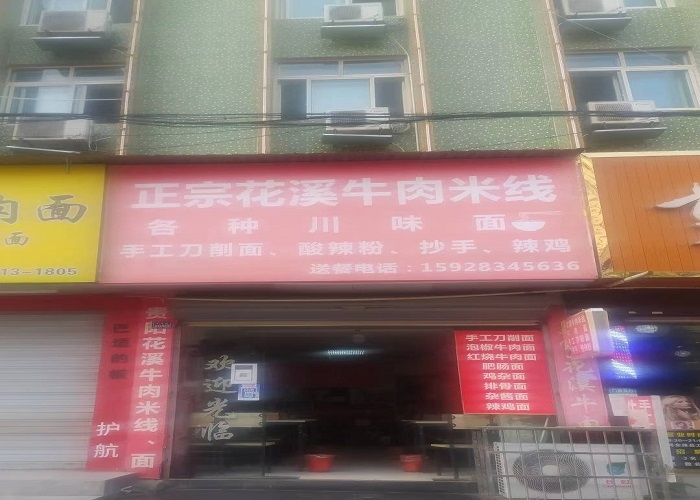 正宗花溪牛肉米线
各种川味面
手工刀削面、酸辣粉、抄手、辣鸡
送餐电话：15928345636
肉面
面
13-1805
贵阳花溪牛肉米线、面
护航
欢迎光临
手工刀削面
泡椒牛肉面
红烧牛肉面
肥肠面
鸡杂面
排骨面
杂酱面
辣鸡面
花溪牛肉